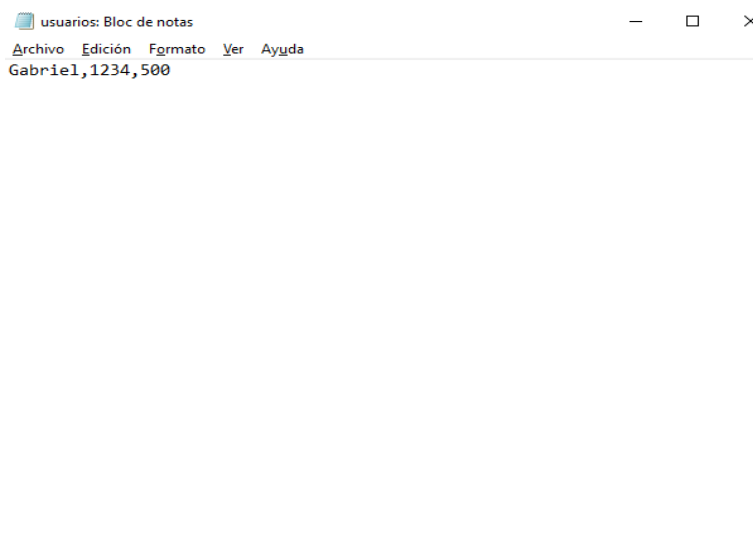 usuarios: Bloc de notas
Archivo Edición Formato Ver Ayuda
Gabriel,1234,500